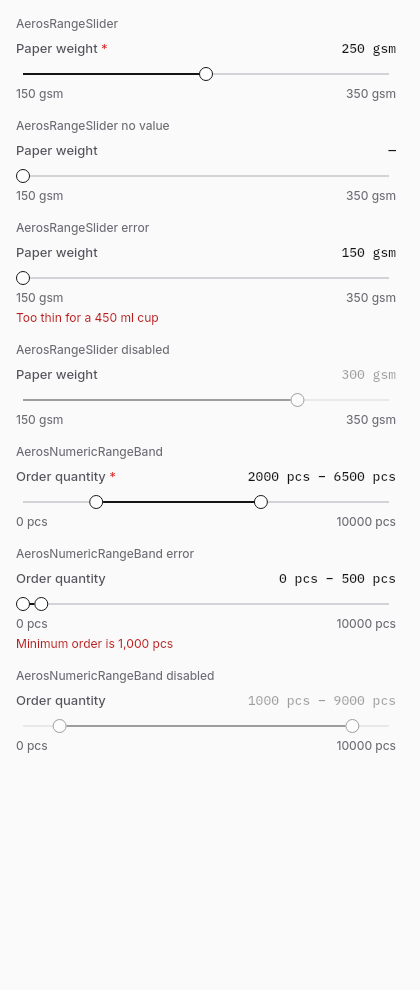 AerosRangeSlider
Paper weight * 250 gsm
150 gsm 350 gsm
AerosRangeSlider no value
Paper weight –
150 gsm 350 gsm
AerosRangeSlider error
Paper weight 150 gsm
150 gsm 350 gsm
Too thin for a 450 ml cup
AerosRangeSlider disabled
Paper weight 300 gsm
150 gsm 350 gsm
AerosNumericRangeBand
Order quantity * 2000 pcs – 6500 pcs
0 pcs 10000 pcs
AerosNumericRangeBand error
Order quantity 0 pcs – 500 pcs
0 pcs 10000 pcs
Minimum order is 1,000 pcs
AerosNumericRangeBand disabled
Order quantity 1000 pcs – 9000 pcs
0 pcs 10000 pcs